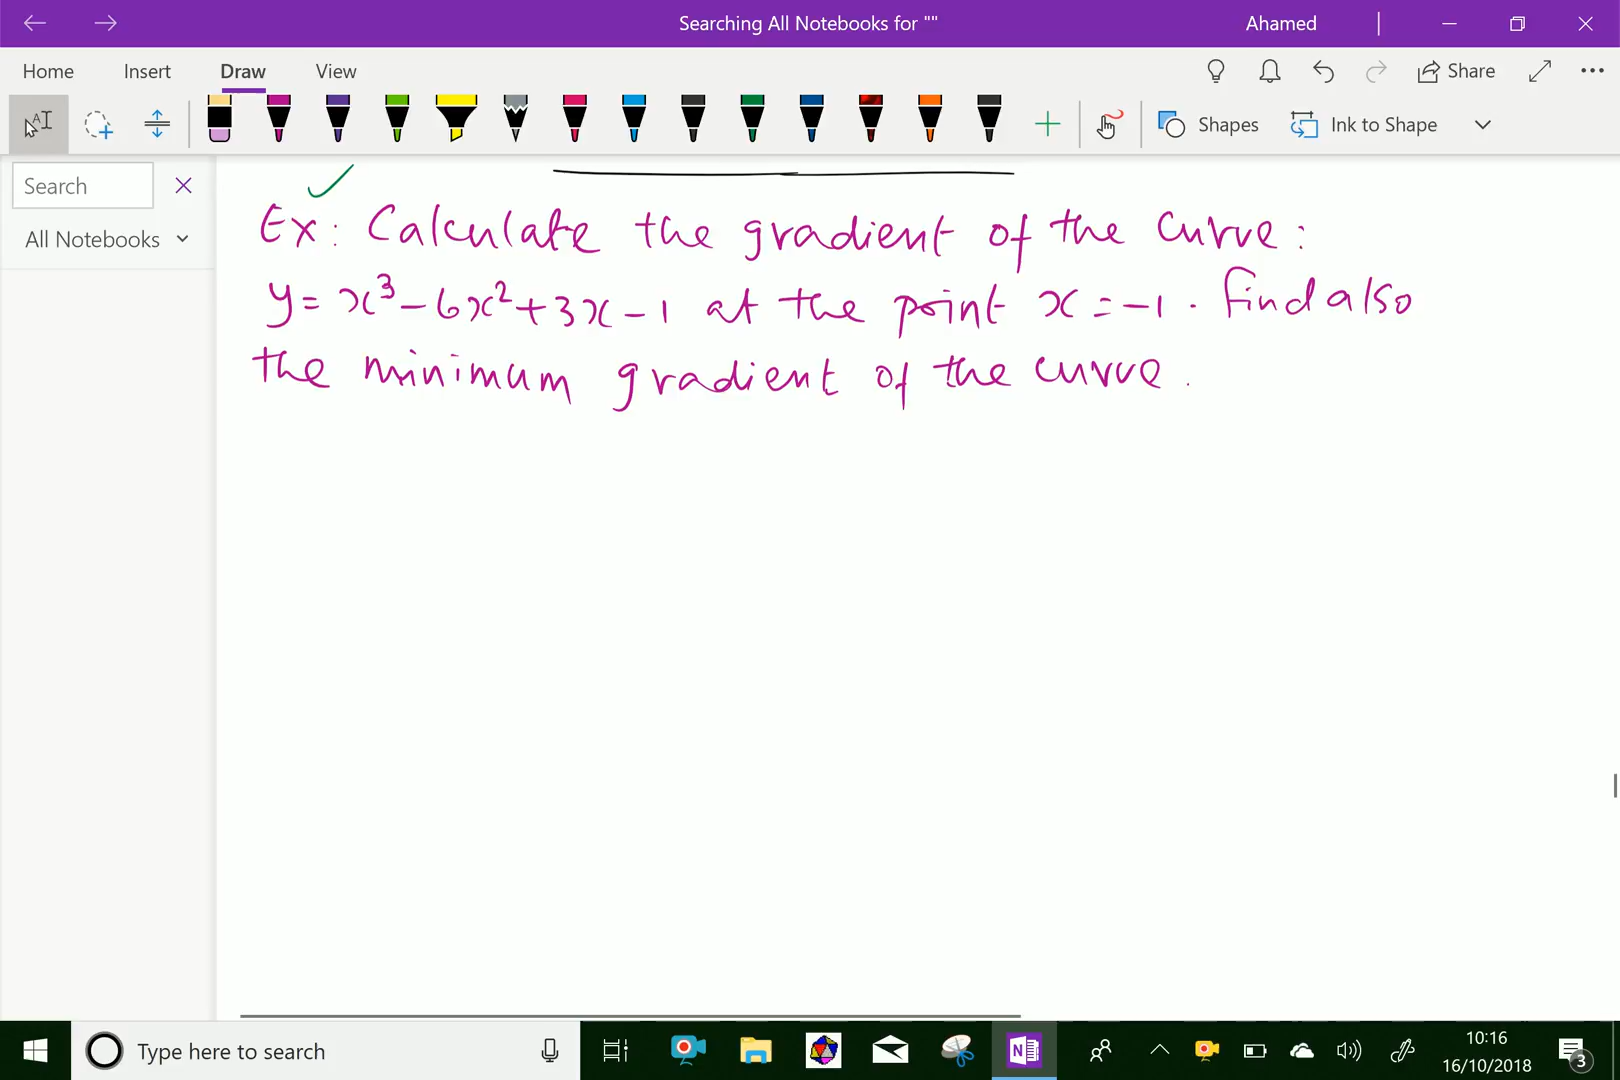 Searching All Notebooks for ""
Ahamed
Home Insert Draw View
Share
Shapes
Ink to Shape
Search
All Notebooks
Ex: Calculate the gradient of the curve:
y = x³ - 6x² + 3x - 1 at the point x = -1 . Find also
the minimum gradient of the curve.
Type here to search
N
10:16
16/10/2018
3